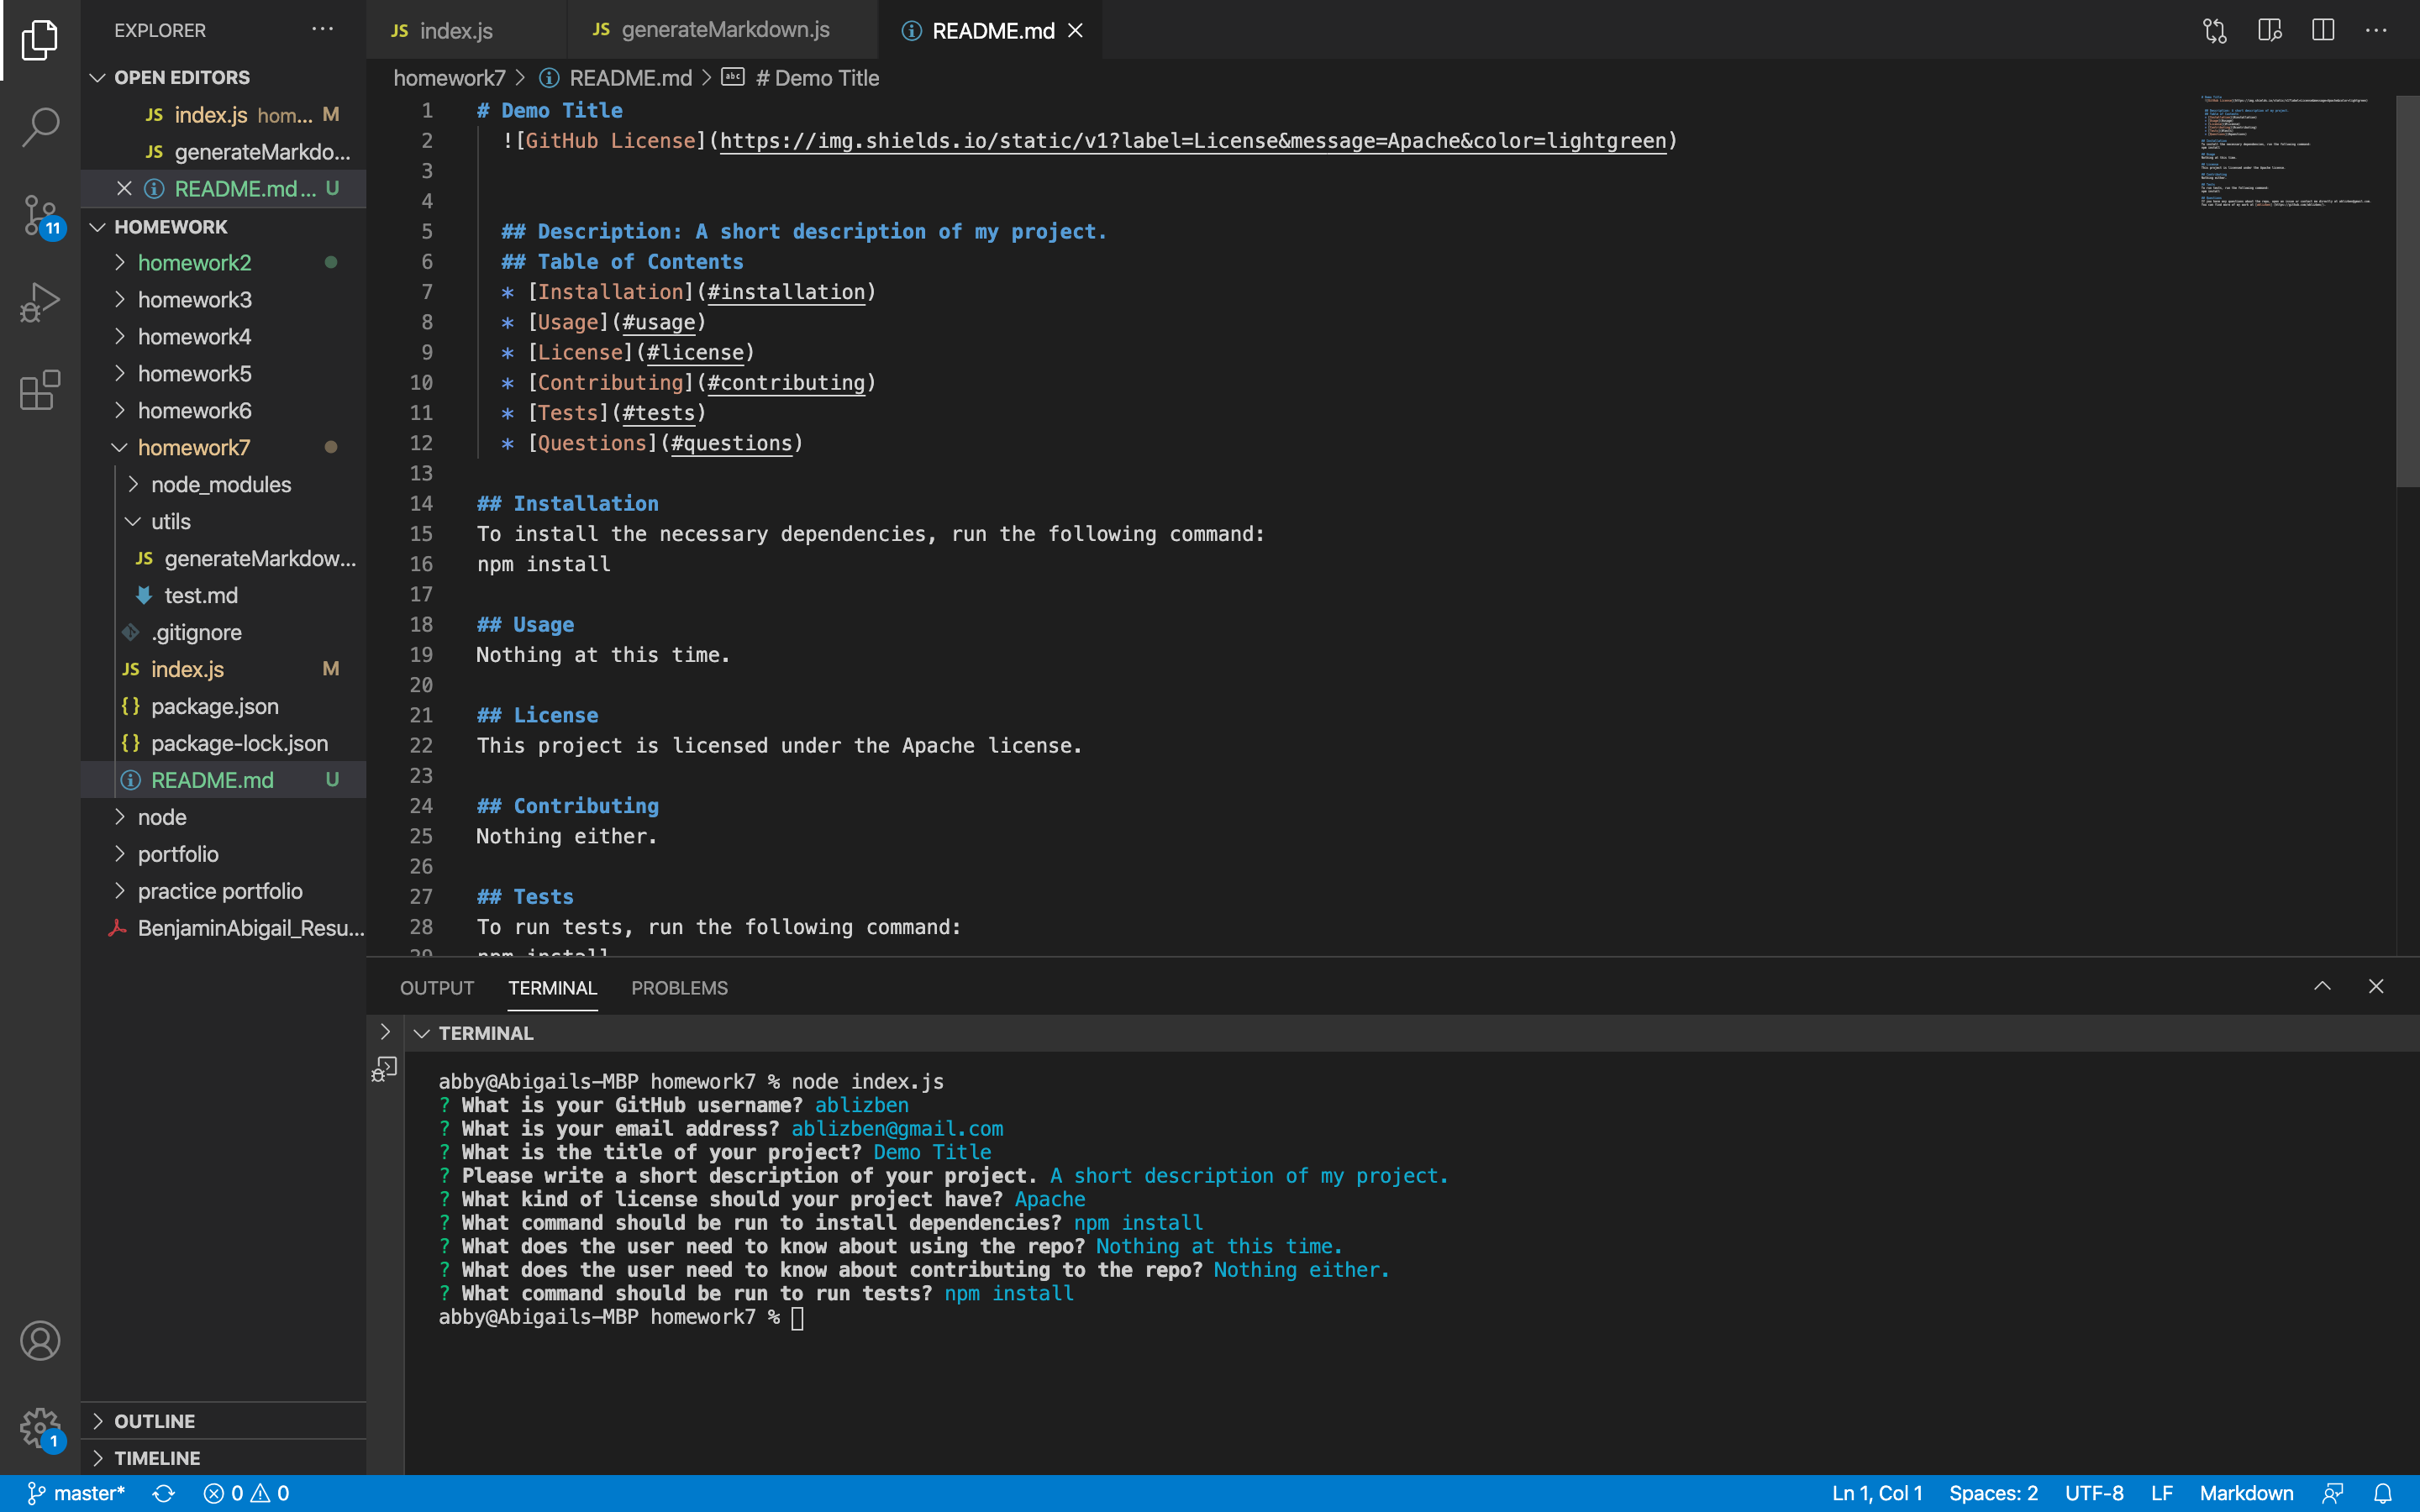 EXPLORER
OPEN EDITORS
JS index.js hom... M
JS generateMarkdo...
README.md... U
HOMEWORK
homework2
homework3
homework4
homework5
homework6
homework7
node_modules
utils
JS generateMarkdow...
test.md
.gitignore
JS index.js M
{} package.json
{} package-lock.json
README.md U
node
portfolio
practice portfolio
BenjaminAbigail_Resu...
OUTLINE
TIMELINE
11
1
JS index.js
JS generateMarkdown.js
README.md
homework7 > README.md > abc # Demo Title
1 # Demo Title
2 ![GitHub License](https://img.shields.io/static/v1?label=License&message=Apache&color=lightgreen)
3
4
5 ## Description: A short description of my project.
6 ## Table of Contents
7 * [Installation](#installation)
8 * [Usage](#usage)
9 * [License](#license)
10 * [Contributing](#contributing)
11 * [Tests](#tests)
12 * [Questions](#questions)
13
14 ## Installation
15 To install the necessary dependencies, run the following command:
16 npm install
17
18 ## Usage
19 Nothing at this time.
20
21 ## License
22 This project is licensed under the Apache license.
23
24 ## Contributing
25 Nothing either.
26
27 ## Tests
28 To run tests, run the following command:
29 npm install
OUTPUT TERMINAL PROBLEMS
TERMINAL
abby@Abigails-MBP homework7 % node index.js
? What is your GitHub username? ablizben
? What is your email address? ablizben@gmail.com
? What is the title of your project? Demo Title
? Please write a short description of your project. A short description of my project.
? What kind of license should your project have? Apache
? What command should be run to install dependencies? npm install
? What does the user need to know about using the repo? Nothing at this time.
? What does the user need to know about contributing to the repo? Nothing either.
? What command should be run to run tests? npm install
abby@Abigails-MBP homework7 %
master* 0 0 Ln 1, Col 1 Spaces: 2 UTF-8 LF Markdown